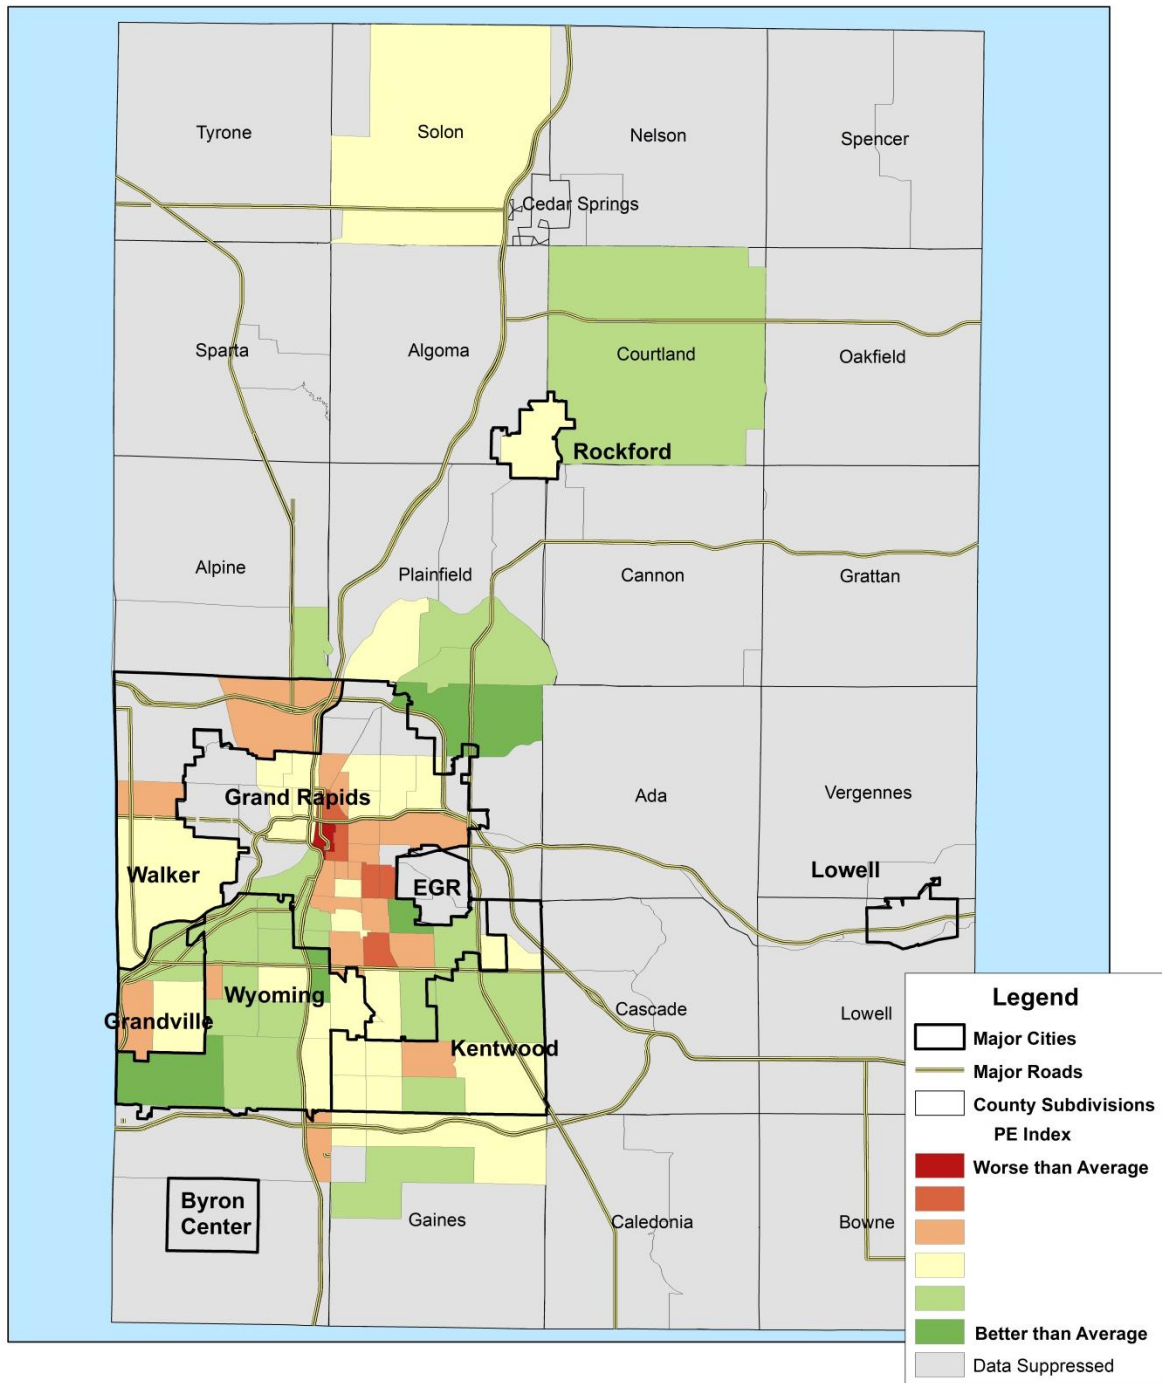 Tyrone
Solon
Nelson
Spencer
Cedar Springs
Sparta
Algoma
Courtland
Oakfield
Rockford
Alpine
Plainfield
Cannon
Grattan
Grand Rapids
Ada
Vergennes
Walker
EGR
Lowell
Wyoming
Grandville
Kentwood
Cascade
Lowell
Byron
Center
Gaines
Caledonia
Bowne
Legend
Major Cities
Major Roads
County Subdivisions
PE Index
Worse than Average
Better than Average
Data Suppressed